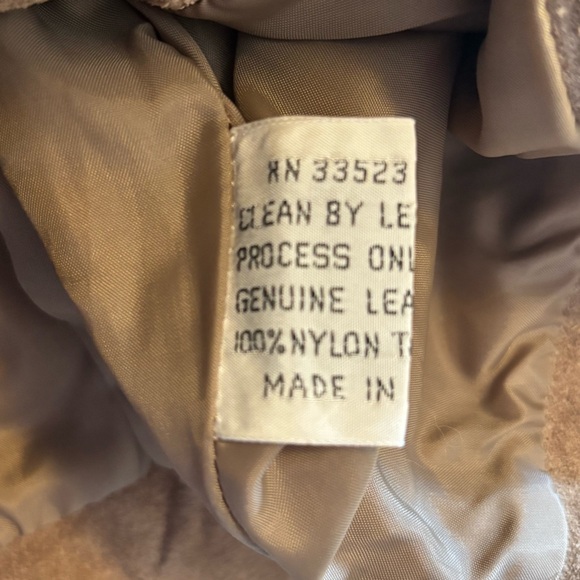 RN 33523
CLEAN BY LE
PROCESS ONL
GENUINE LEA
100% NYLON T
MADE IN